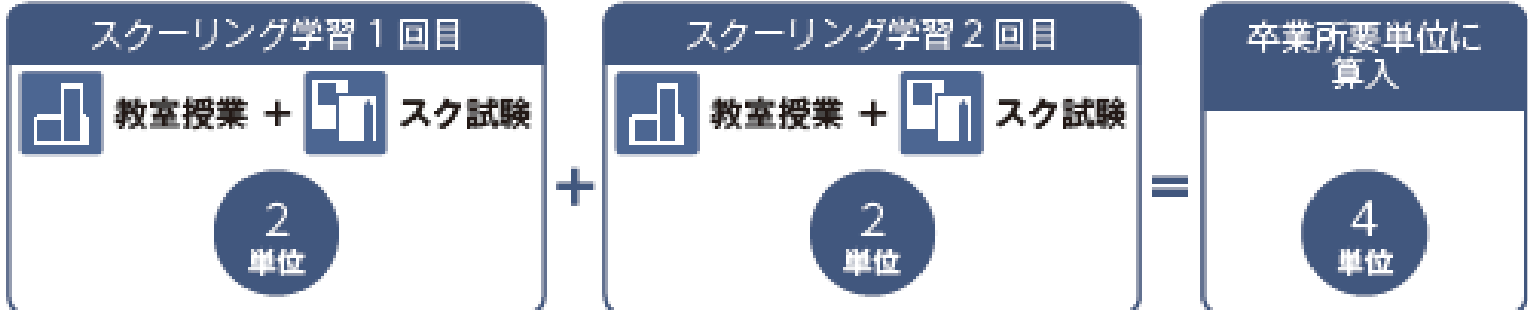 スクーリング学習 1 回目
教室授業 + スク試験
2
単位
+
スクーリング学習 2 回目
教室授業 + スク試験
2
単位
=
卒業所要単位に
算入
4
単位